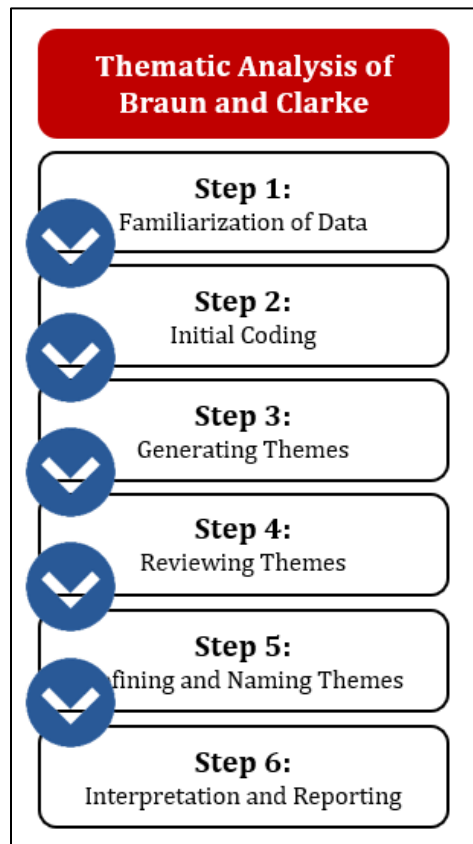 Thematic Analysis of
Braun and Clarke
Step 1:
Familiarization of Data
Step 2:
Initial Coding
Step 3:
Generating Themes
Step 4:
Reviewing Themes
Step 5:
fining and Naming Themes
Step 6:
Interpretation and Reporting